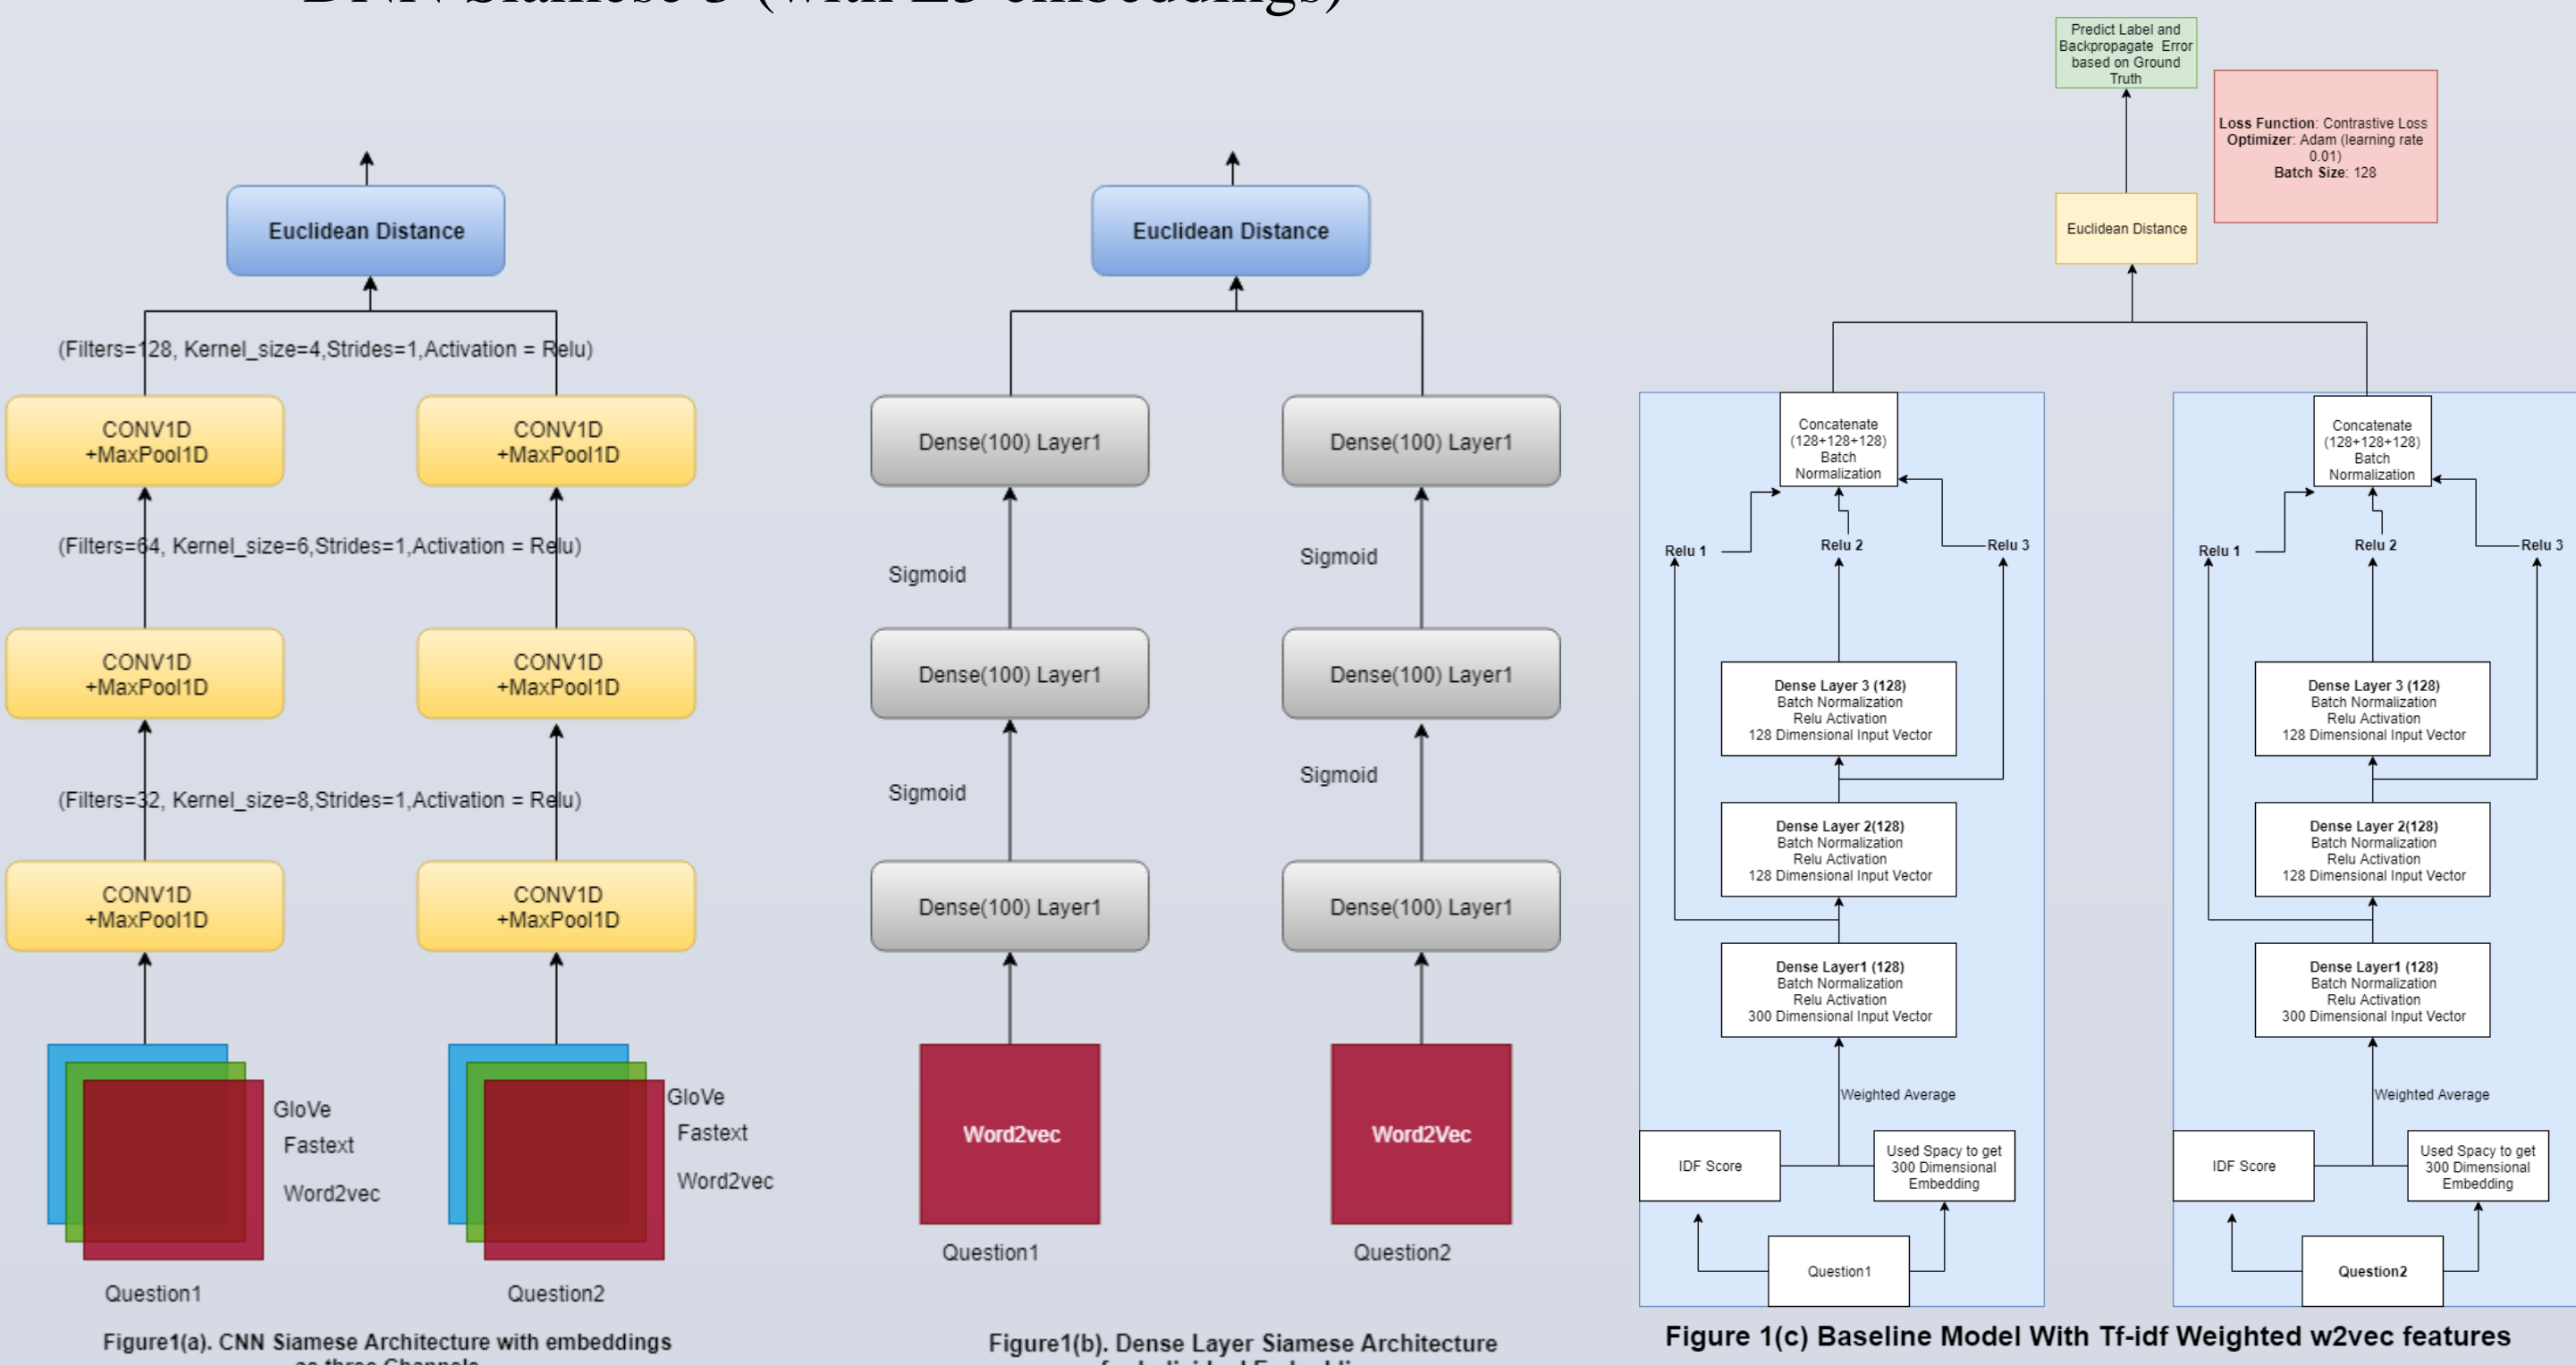 DNN Siamese 3 (with E3 embeddings)
Euclidean Distance
(Filters=128, Kernel_size=4,Strides=1,Activation = Relu)
CONV1D
+MaxPool1D
CONV1D
+MaxPool1D
(Filters=64, Kernel_size=6,Strides=1,Activation = Relu)
CONV1D
+MaxPool1D
CONV1D
+MaxPool1D
(Filters=32, Kernel_size=8,Strides=1,Activation = Relu)
CONV1D
+MaxPool1D
CONV1D
+MaxPool1D
GloVe
Fastext
Word2vec
GloVe
Fastext
Word2vec
Question1
Question2
Figure1(a). CNN Siamese Architecture with embeddings
as three Channels
Euclidean Distance
Dense(100) Layer1
Dense(100) Layer1
Sigmoid
Sigmoid
Dense(100) Layer1
Dense(100) Layer1
Sigmoid
Sigmoid
Dense(100) Layer1
Dense(100) Layer1
Word2vec
Word2Vec
Question1
Question2
Figure1(b). Dense Layer Siamese Architecture
Predict Label and
Backpropagate Error
based on Ground
Truth
Loss Function: Contrastive Loss
Optimizer: Adam (learning rate
0.01)
Batch Size: 128
Euclidean Distance
Concatenate
(128+128+128)
Batch
Normalization
Relu 1
Relu 2
Relu 3
Dense Layer 3 (128)
Batch Normalization
Relu Activation
128 Dimensional Input Vector
Dense Layer 2(128)
Batch Normalization
Relu Activation
128 Dimensional Input Vector
Dense Layer1 (128)
Batch Normalization
Relu Activation
300 Dimensional Input Vector
Weighted Average
IDF Score
Used Spacy to get
300 Dimensional
Embedding
Question1
Concatenate
(128+128+128)
Batch
Normalization
Relu 1
Relu 2
Relu 3
Dense Layer 3 (128)
Batch Normalization
Relu Activation
128 Dimensional Input Vector
Dense Layer 2(128)
Batch Normalization
Relu Activation
128 Dimensional Input Vector
Dense Layer1 (128)
Batch Normalization
Relu Activation
300 Dimensional Input Vector
Weighted Average
IDF Score
Used Spacy to get
300 Dimensional
Embedding
Question2
Figure 1(c) Baseline Model With Tf-idf Weighted w2vec features